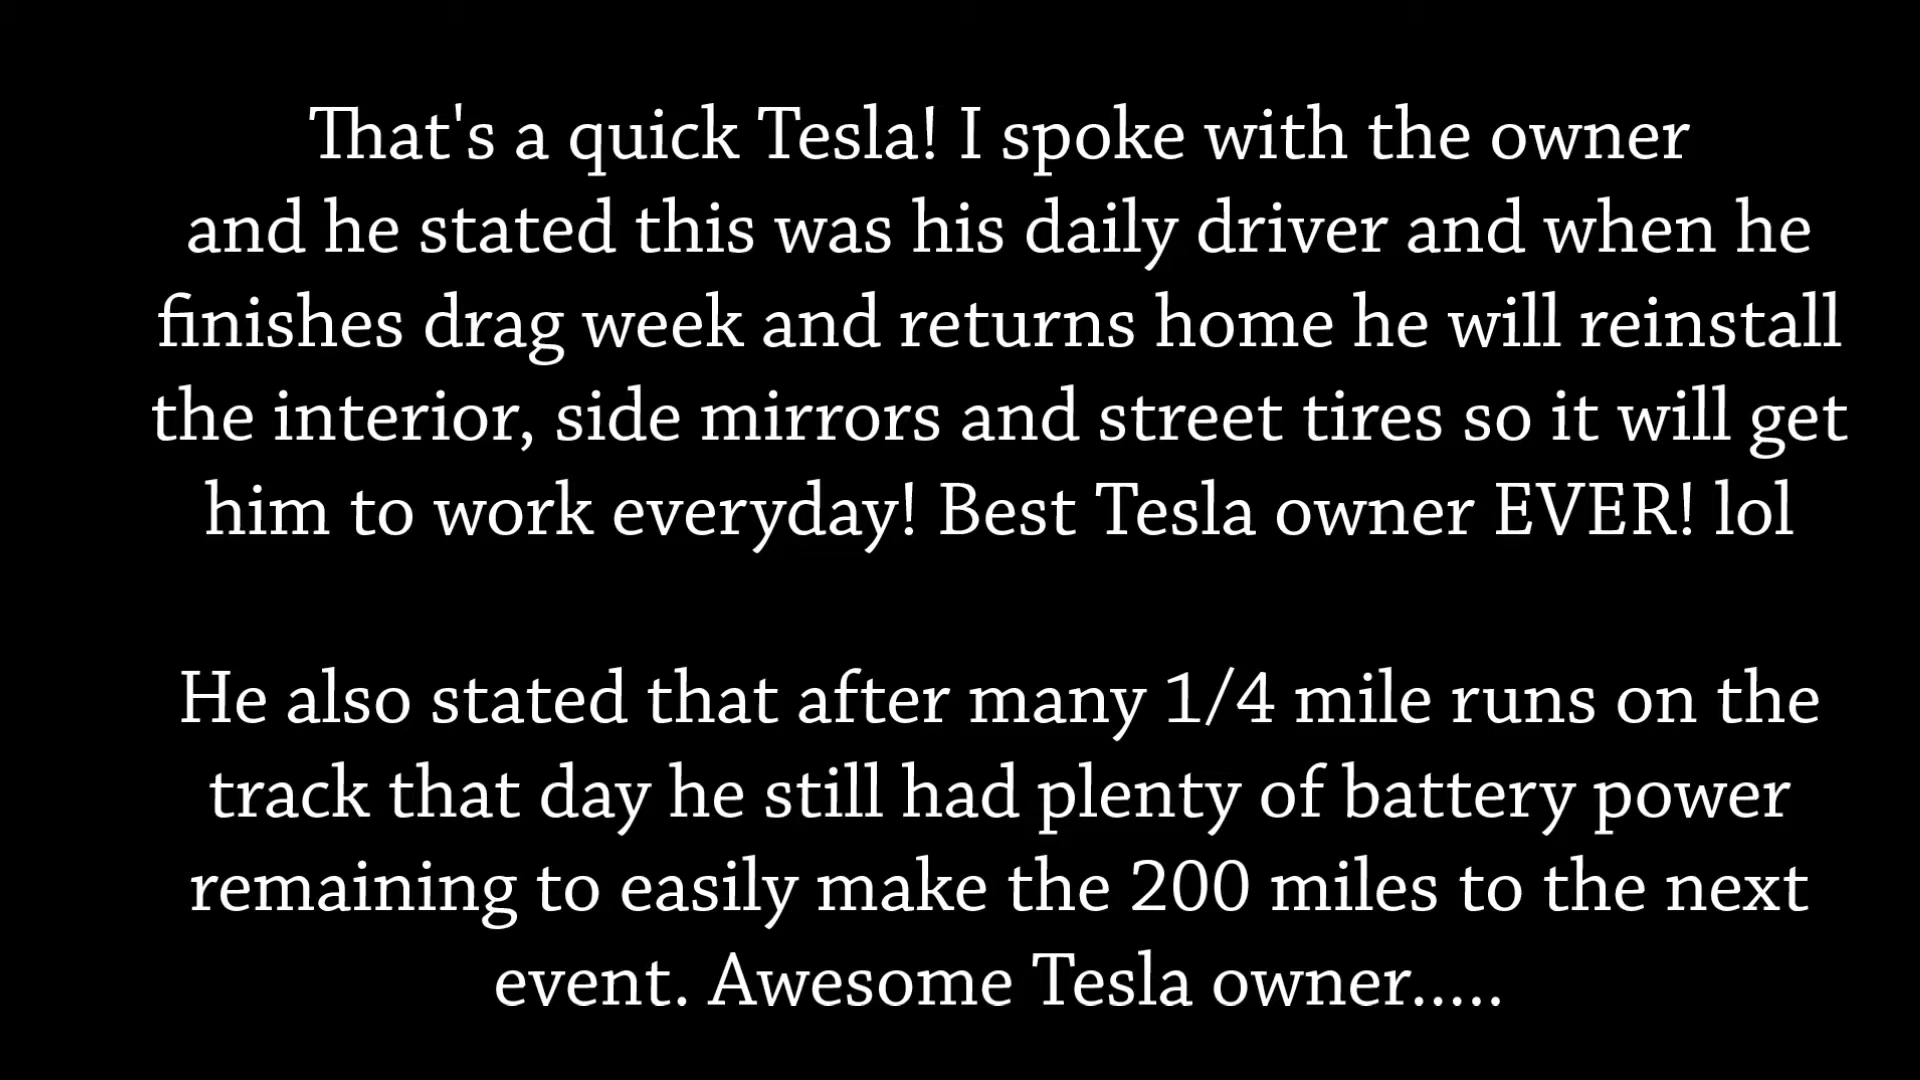 That's a quick Tesla! I spoke with the owner
and he stated this was his daily driver and when he
finishes drag week and returns home he will reinstall
the interior, side mirrors and street tires so it will get
him to work everyday! Best Tesla owner EVER! lol
He also stated that after many 1/4 mile runs on the
track that day he still had plenty of battery power
remaining to easily make the 200 miles to the next
event. Awesome Tesla owner.....